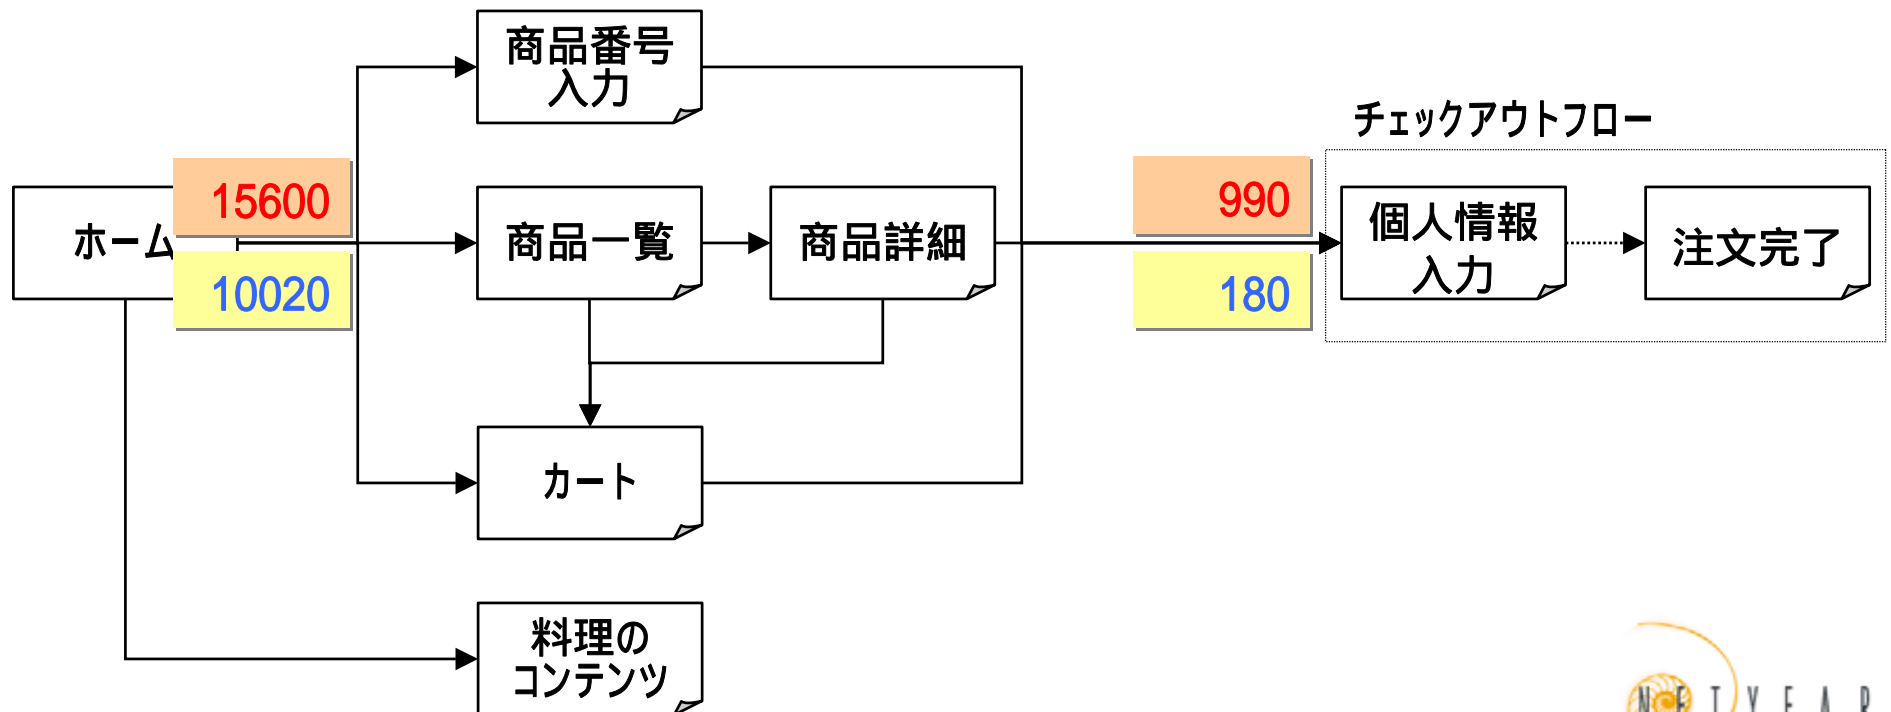 商品番号
入力
チェックアウトフロー
ホーム
15600
10020
商品一覧
商品詳細
990
180
個人情報
入力
注文完了
カート
料理の
コンテンツ
NETYEAR